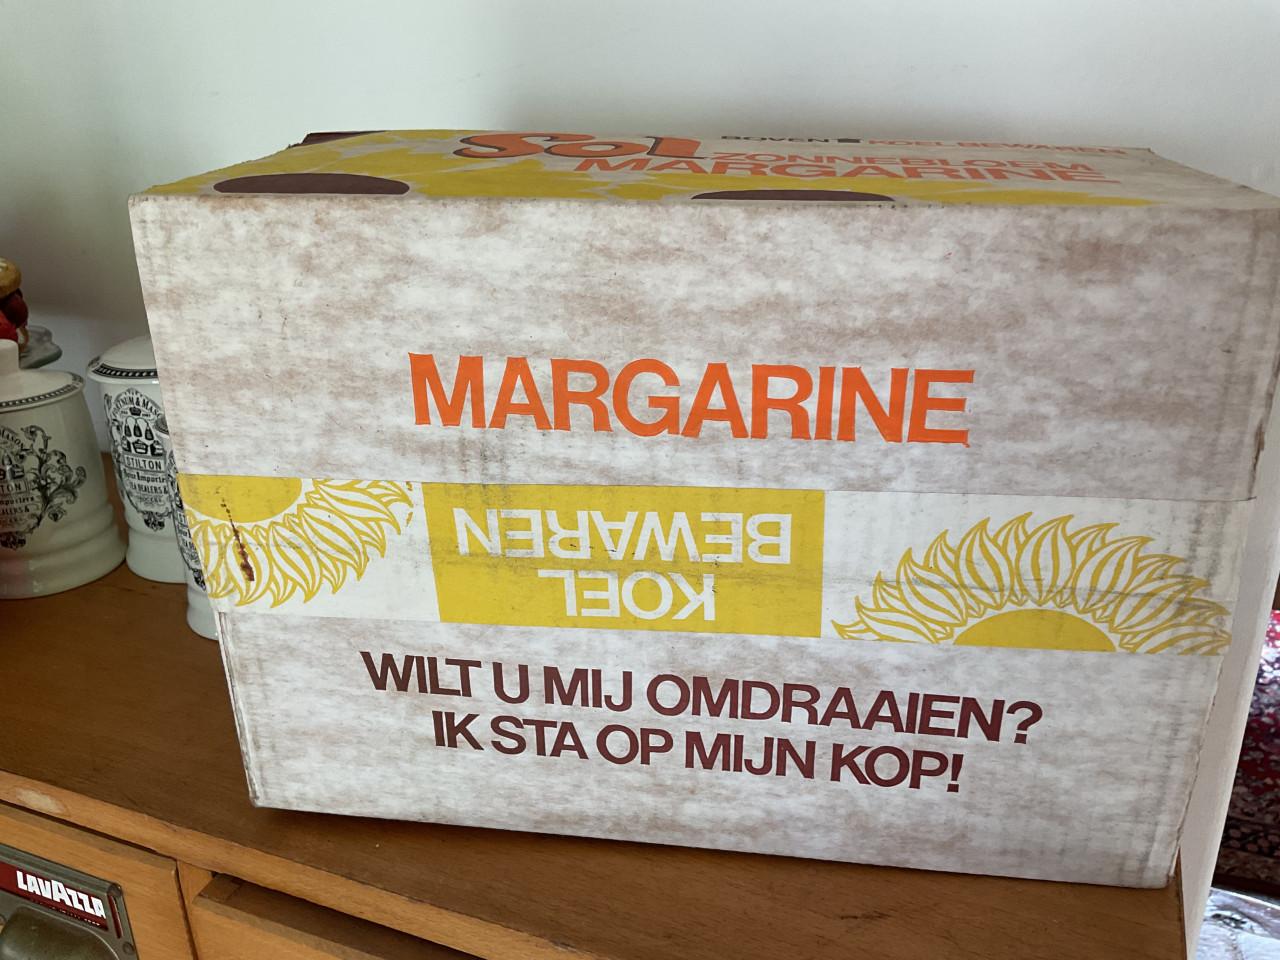 SOL
BOVEN KOEL BEWAREN
ZONNEBLOEM
MARGARINE
MARGARINE
KOEL
BEWAREN
WILT U MIJ OMDRAAIEN?
IK STA OP MIJN KOP!
STILTON
LAVAZZA